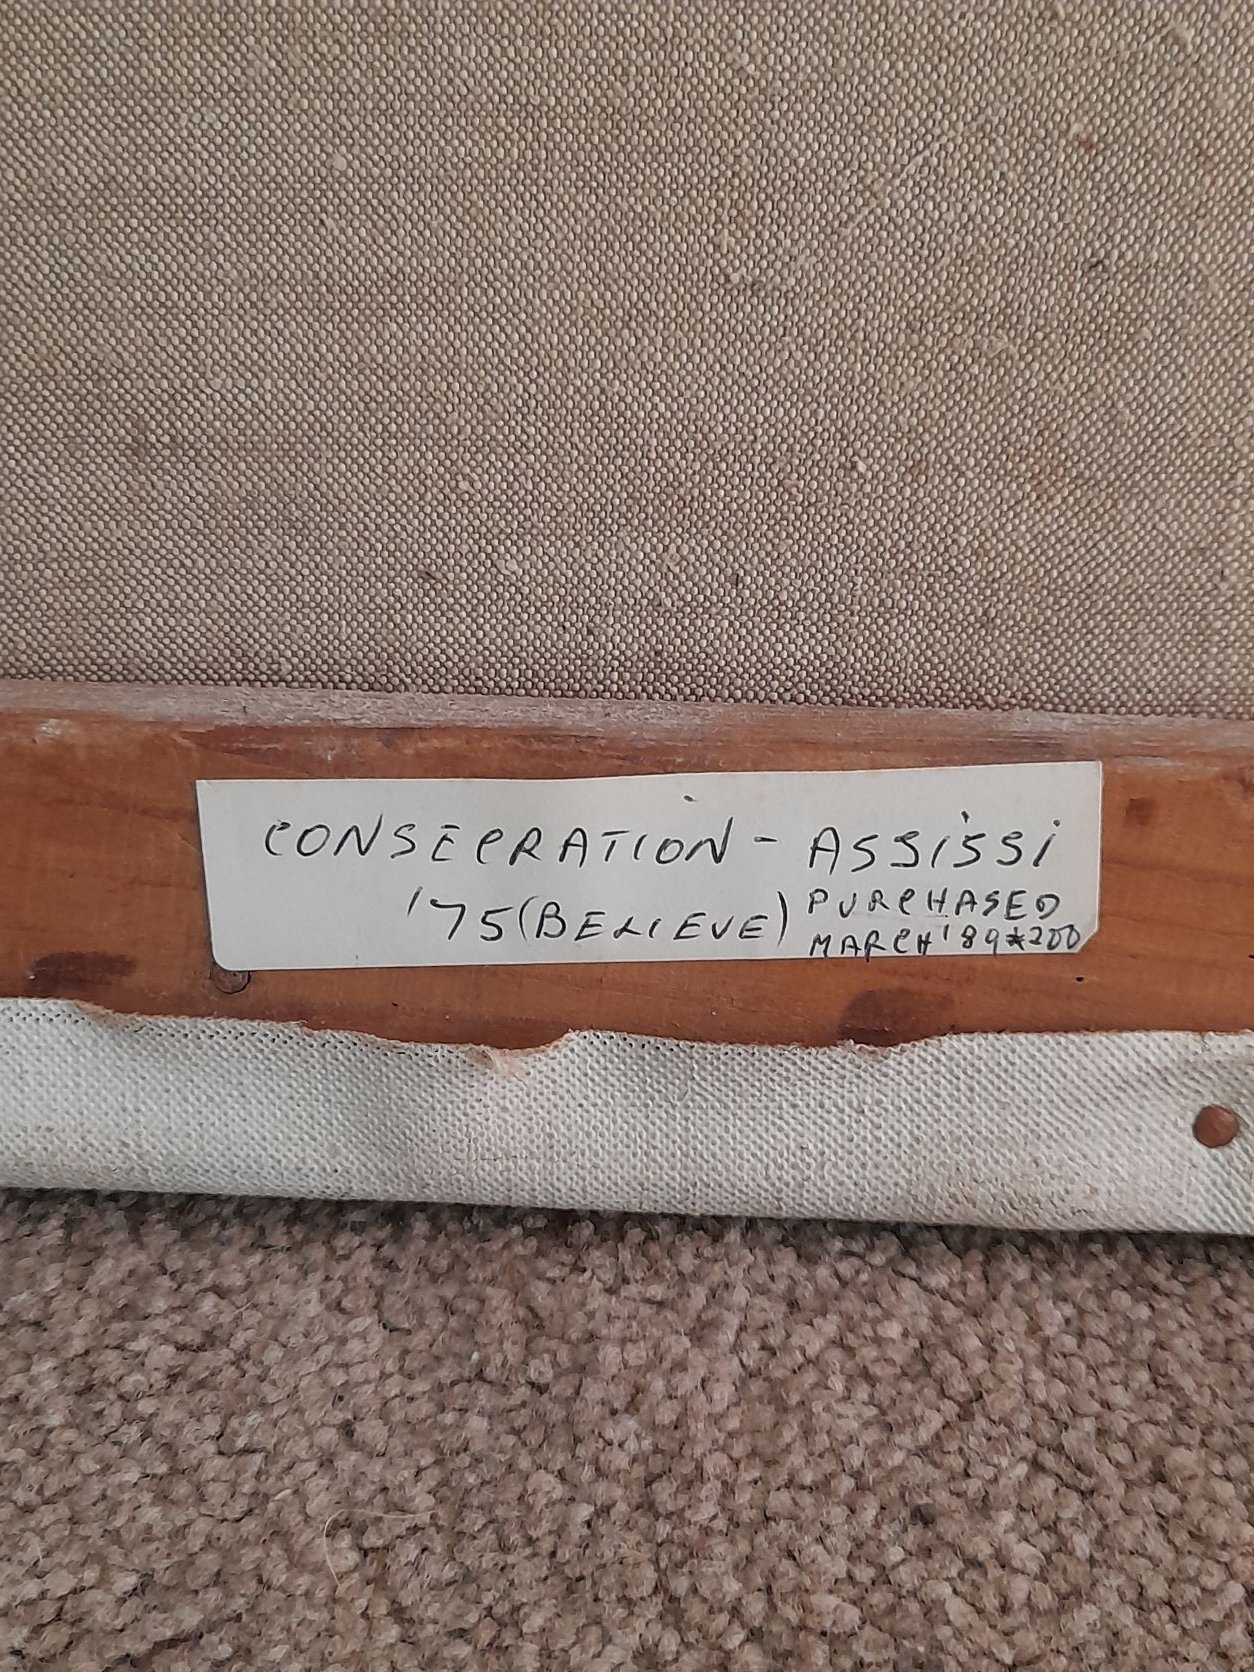 CONSECRATION - ASSISSI
'75 (BELIEVE) PURCHASED
MARCH '89 *200